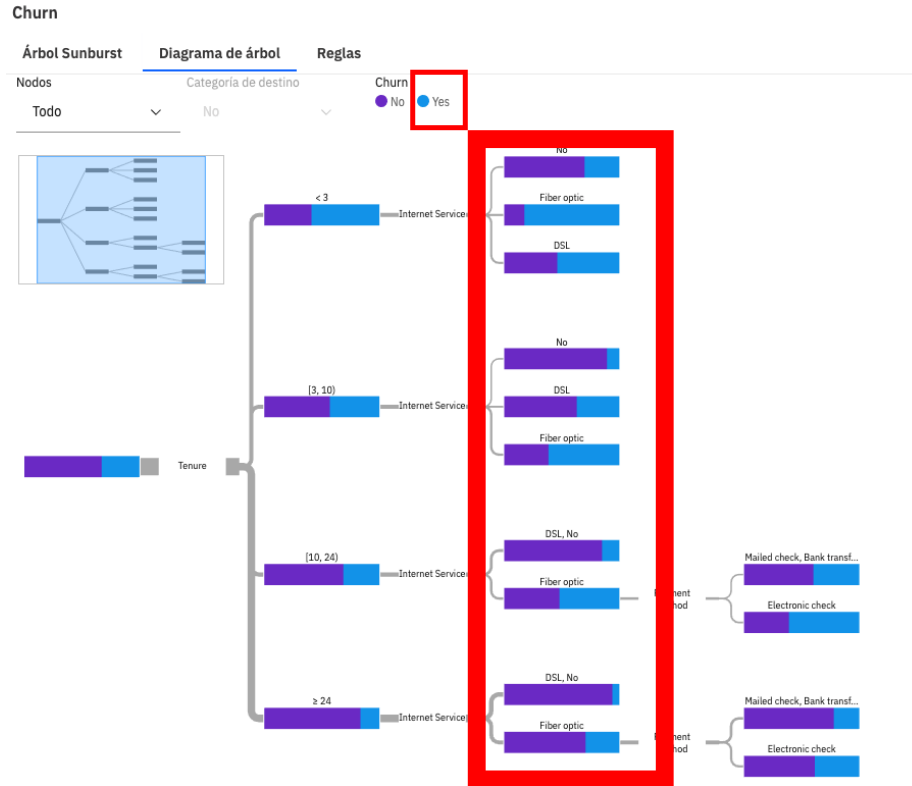 Churn
Árbol Sunburst
Diagrama de árbol
Reglas
Nodos
Categoría de destino
Churn
Todo
No
No
Yes
No
< 3
Fiber optic
Internet Service
DSL
No
[3, 10)
DSL
Internet Service
Fiber optic
Tenure
DSL, No
[10, 24)
Mailed check, Bank transf...
Internet Service
Fiber optic
Electronic check
DSL, No
≥ 24
Mailed check, Bank transf...
Internet Service
Fiber optic
Electronic check